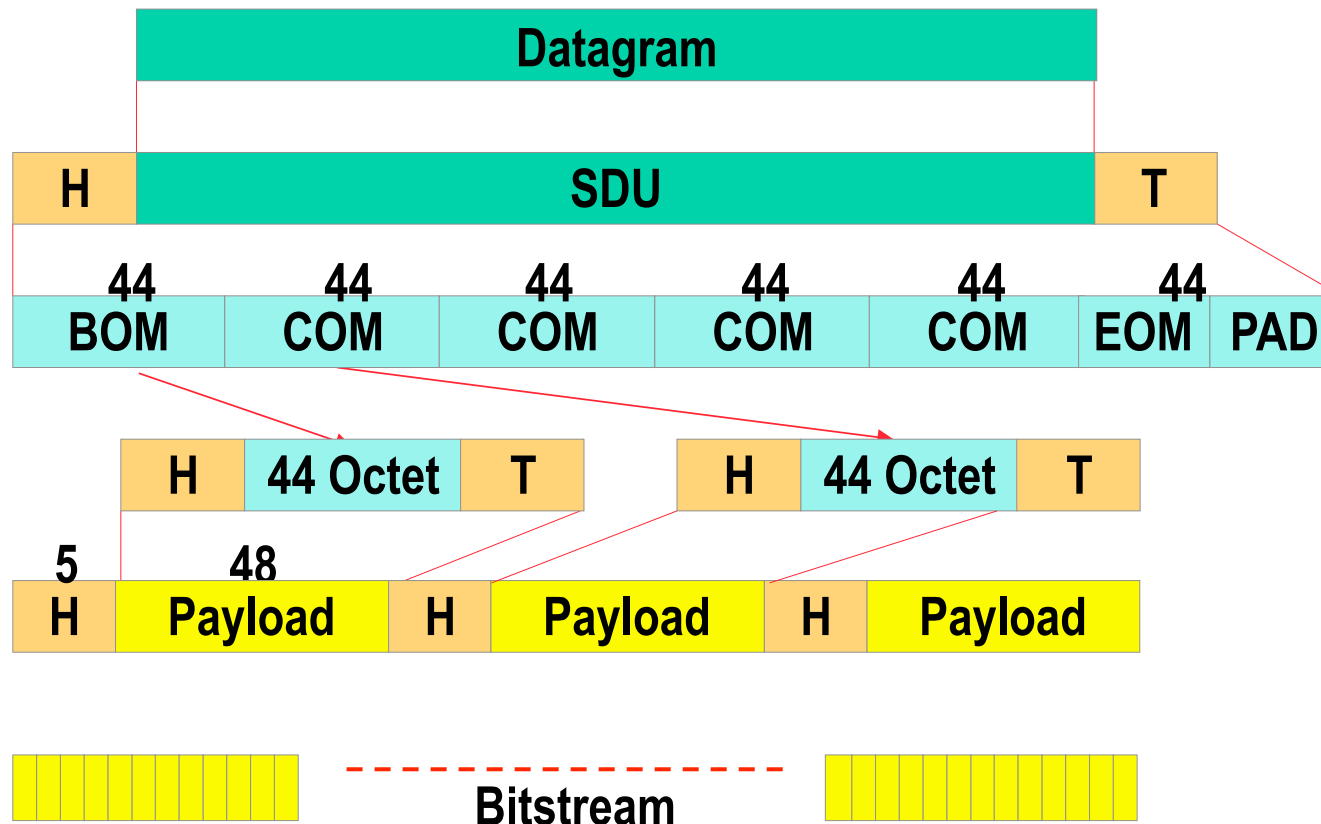 Datagram
H SDU T
44 44 44 44 44 44
BOM COM COM COM COM EOM PAD
H 44 Octet T H 44 Octet T
5 48
H Payload H Payload H Payload
Bitstream